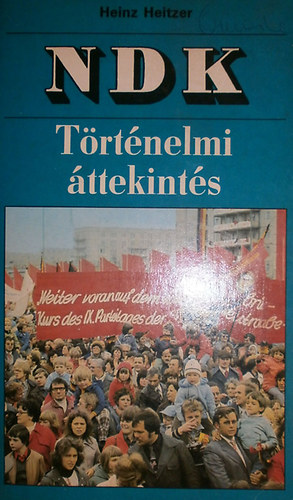 Heinz Heitzer
NDK
Történelmi
áttekintés
Weiter voran auf dem
Kurs des IX. Parteitages der